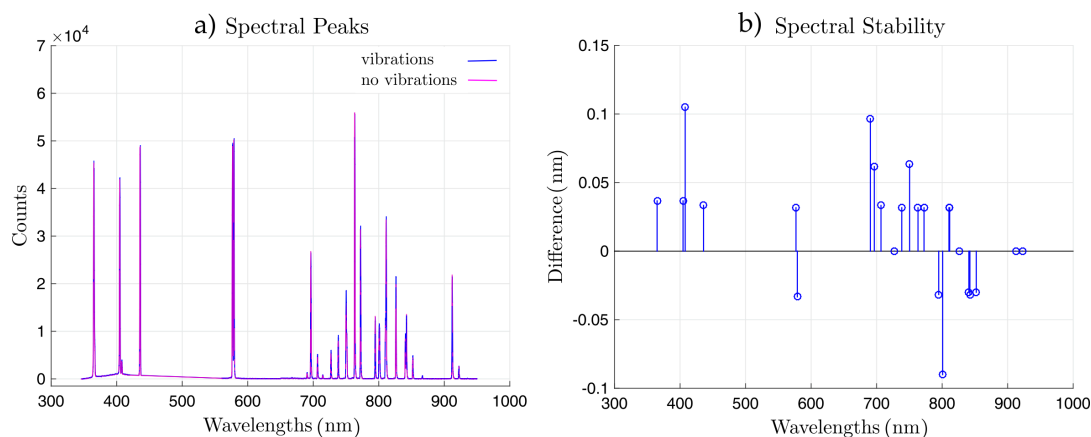 a) Spectral Peaks
×10⁴
7
6
5
4
3
2
1
0
Counts
vibrations
no vibrations
300 400 500 600 700 800 900 1000
Wavelengths (nm)
b) Spectral Stability
0.15
0.1
0.05
0
-0.05
-0.1
Difference (nm)
300 400 500 600 700 800 900 1000
Wavelengths (nm)